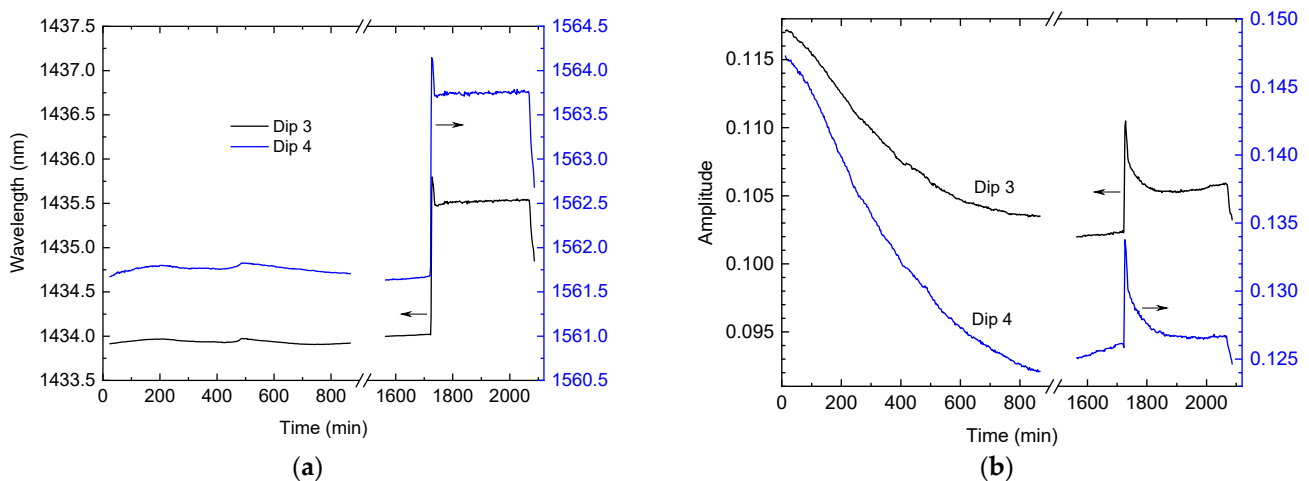 1437.5
1437.0
1436.5
1436.0
1435.5
1435.0
1434.5
1434.0
1433.5
Wavelength (nm)
Dip 3
Dip 4
1564.5
1564.0
1563.5
1563.0
1562.5
1562.0
1561.5
1561.0
1560.5
0 200 400 600 800 1600 1800 2000
Time (min)
(a)
0.115
0.110
0.105
0.100
0.095
Amplitude
Dip 3
Dip 4
0.150
0.145
0.140
0.135
0.130
0.125
0 200 400 600 800 1600 1800 2000
Time (min)
(b)